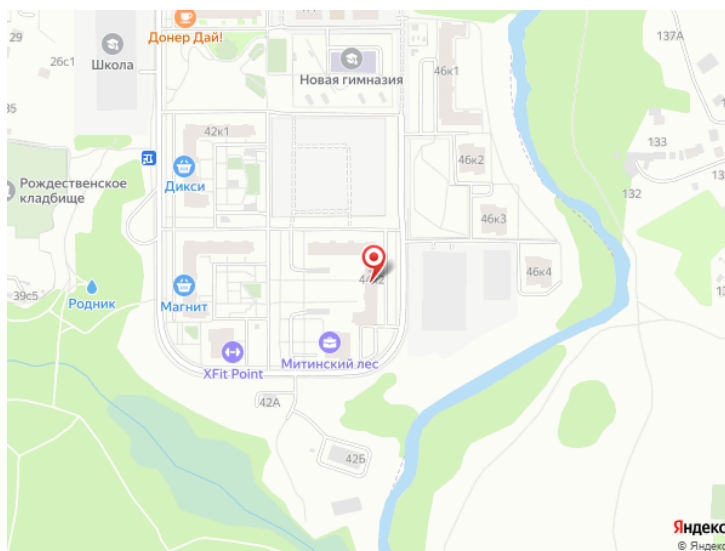 Донер Дай!
29
26с1
Школа
137А
46к1
Новая гимназия
35
42к1
46к2
133
Дикси
Рождественское
кладбище
132
46к3
39с5
Родник
Магнит
46к4
Митинский лес
XFit Point
42А
42Б
Яндекс
© Яндекс